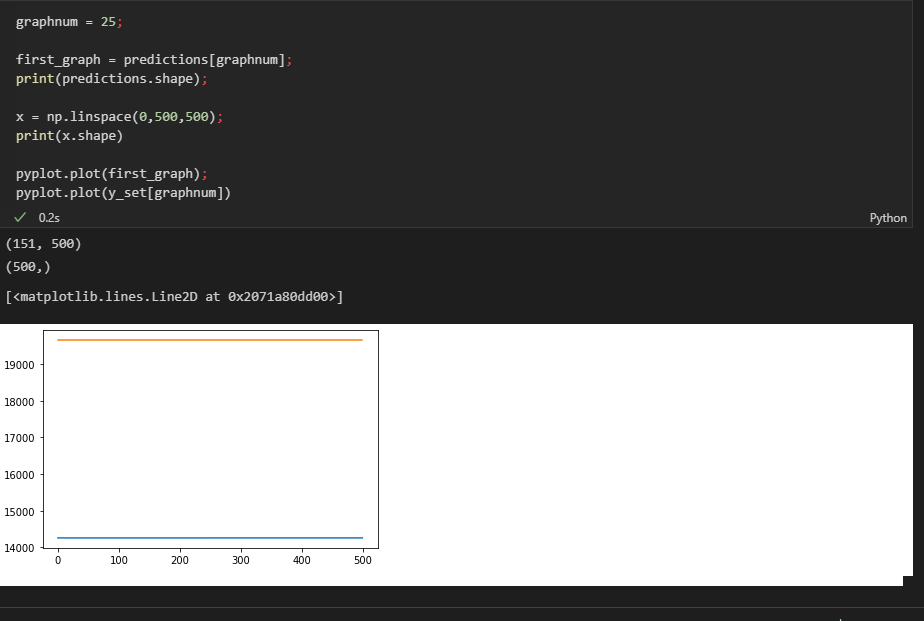 graphnum = 25;
first_graph = predictions[graphnum];
print(predictions.shape);
x = np.linspace(0,500,500);
print(x.shape)
pyplot.plot(first_graph);
pyplot.plot(y_set[graphnum])
0.2s Python
(151, 500)
(500,)
[<matplotlib.lines.Line2D at 0x2071a80dd00>]
19000
18000
17000
16000
15000
14000
0 100 200 300 400 500